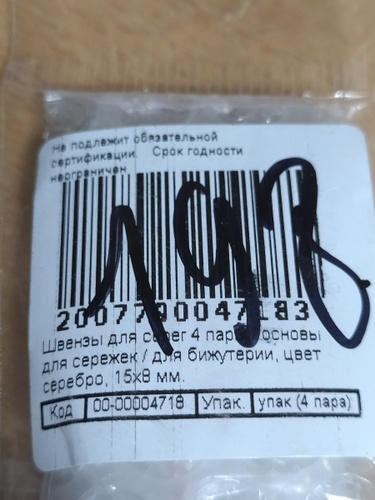 Не подлежит обязательной
сертификации. Срок годности
неограничен
2007790047183
Швензы для серег 4 пары / основы
для сережек / для бижутерии, цвет
серебро, 15х8 мм.
Код 00-00004718 Упак. упак (4 пара)